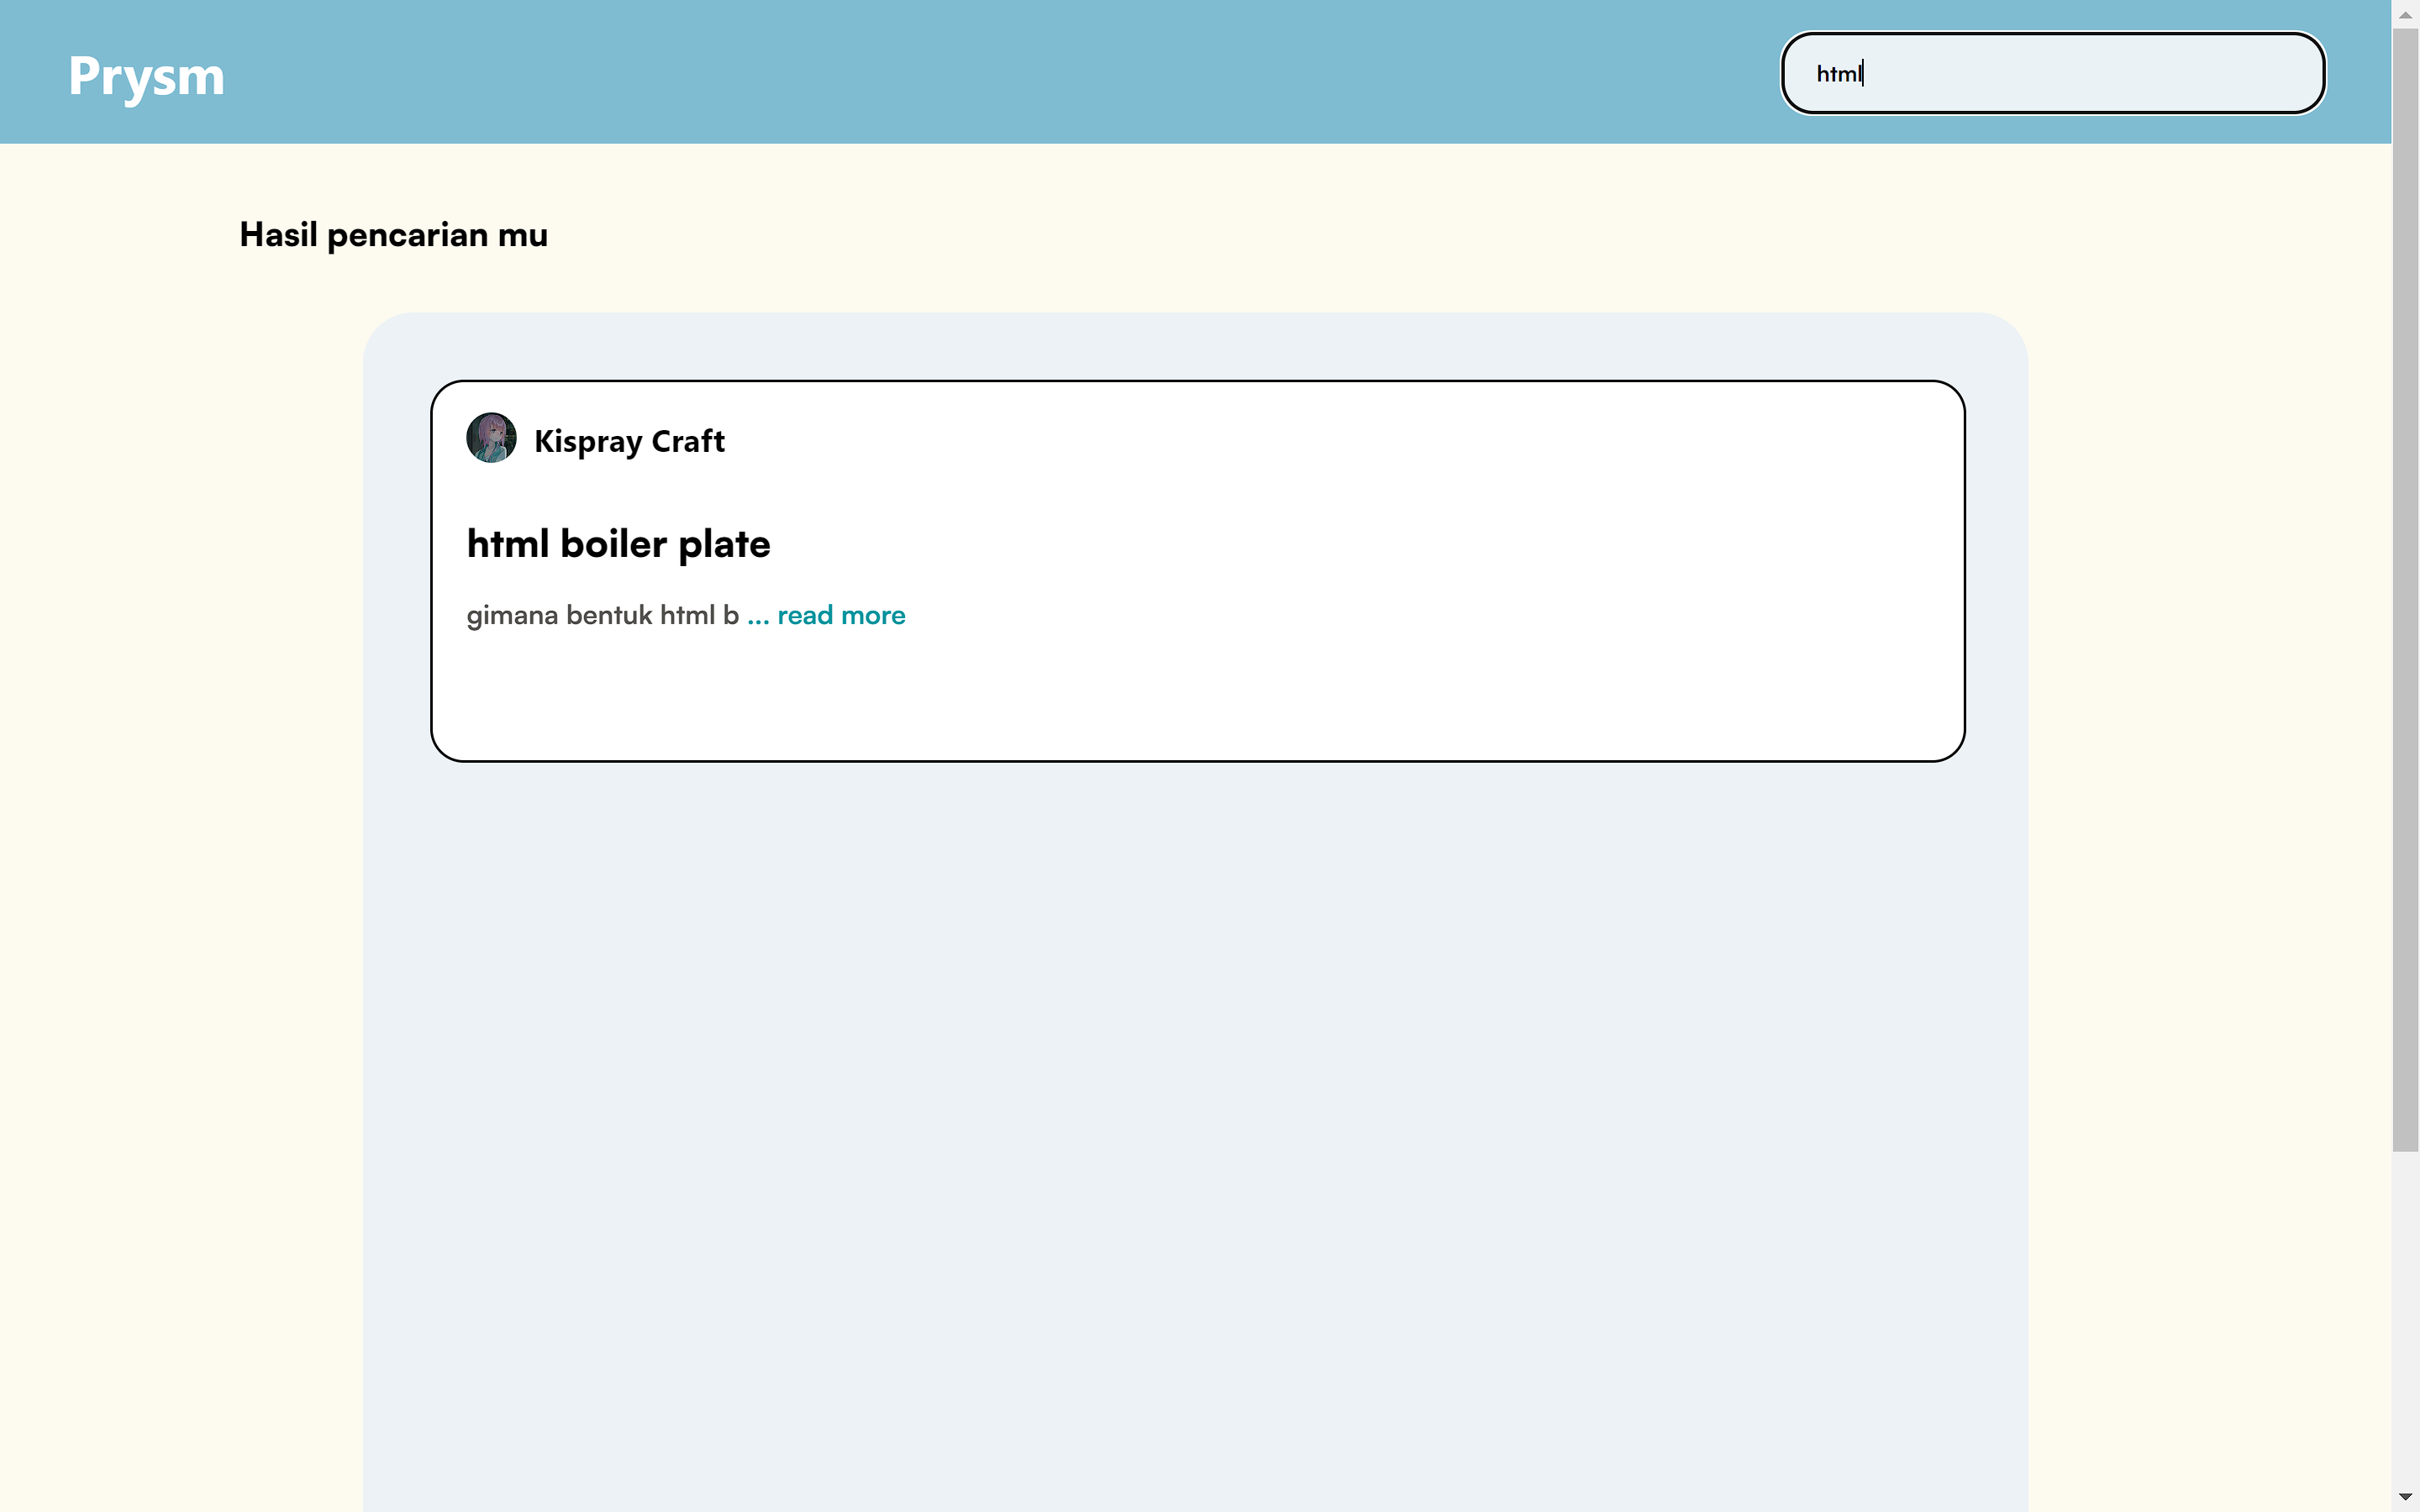 Prysm
html
Hasil pencarian mu
Kispray Craft
html boiler plate
gimana bentuk html b ... read more